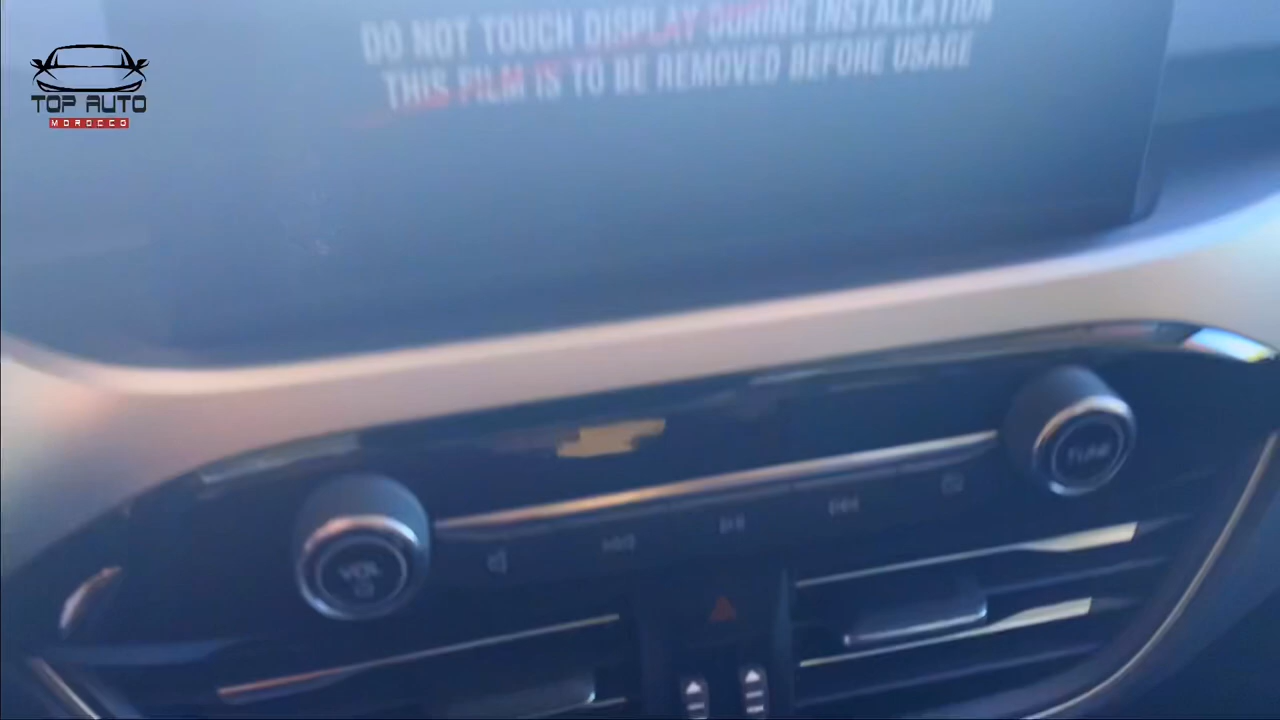 TOP AUTO
MOROCCO
DO NOT TOUCH DISPLAY DURING INSTALLATION
THIS FILM IS TO BE REMOVED BEFORE USAGE
TUNE
VOL